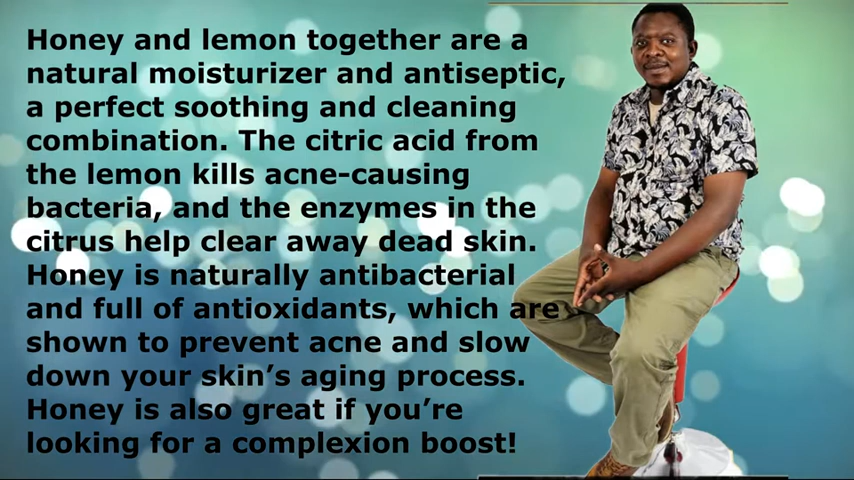 Honey and lemon together are a
natural moisturizer and antiseptic,
a perfect soothing and cleaning
combination. The citric acid from
the lemon kills acne-causing
bacteria, and the enzymes in the
citrus help clear away dead skin.
Honey is naturally antibacterial
and full of antioxidants, which are
shown to prevent acne and slow
down your skin’s aging process.
Honey is also great if you’re
looking for a complexion boost!